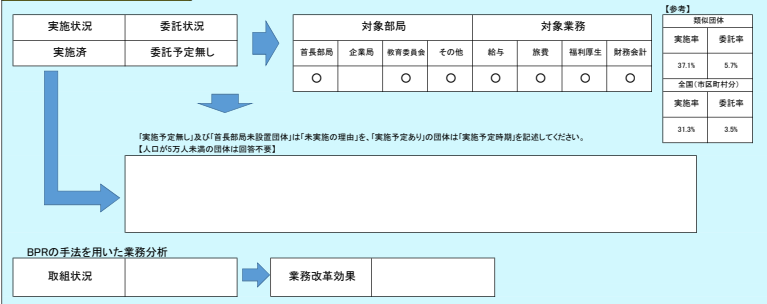 【参考】
実施状況 委託状況
実施済 委託予定無し
対象部局 対象業務
首長部局 企業局 教育委員会 その他 給与 旅費 福利厚生 財務会計
○ ○ ○ ○ ○ ○ ○
類似団体
実施率 委託率
37.1% 5.7%
全国(市区町村分)
実施率 委託率
31.3% 3.5%
「実施予定無し」及び「首長部局未設置団体」は「未実施の理由」を、「実施予定あり」の団体は「実施予定時期」を記述してください。
【人口が5万人未満の団体は回答不要】
BPRの手法を用いた業務分析
取組状況 業務改革効果